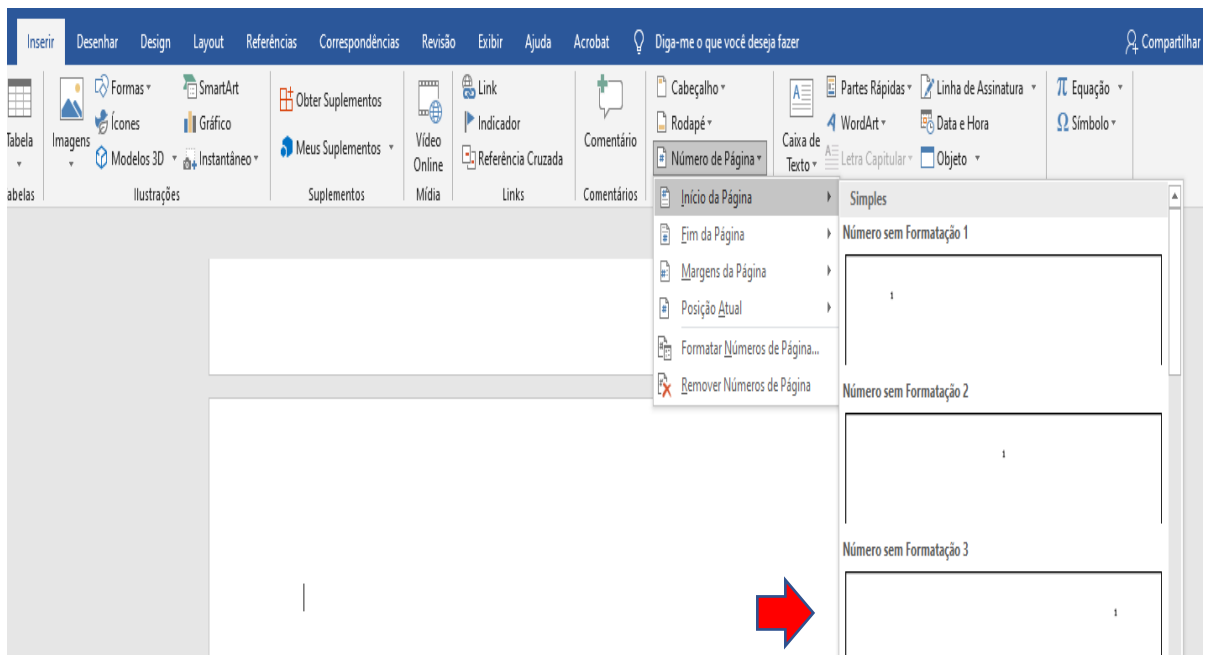 Inserir Desenhar Design Layout Referências Correspondências Revisão Exibir Ajuda Acrobat Diga-me o que você deseja fazer Compartilhar
Tabela
Imagens
Formas
Ícones
Modelos 3D
SmartArt
Gráfico
Instantâneo
Obter Suplementos
Meus Suplementos
Vídeo
Online
Link
Indicador
Referência Cruzada
Comentário
Cabeçalho
Rodapé
Número de Página
Caixa de
Texto
Partes Rápidas
WordArt
Letra Capitular
Linha de Assinatura
Data e Hora
Objeto
π Equação
Ω Símbolo
abelas Ilustrações Suplementos Mídia Links Comentários
Início da Página
Fim da Página
Margens da Página
Posição Atual
Formatar Números de Página...
Remover Números de Página
Simples
Número sem Formatação 1
1
Número sem Formatação 2
1
Número sem Formatação 3
1